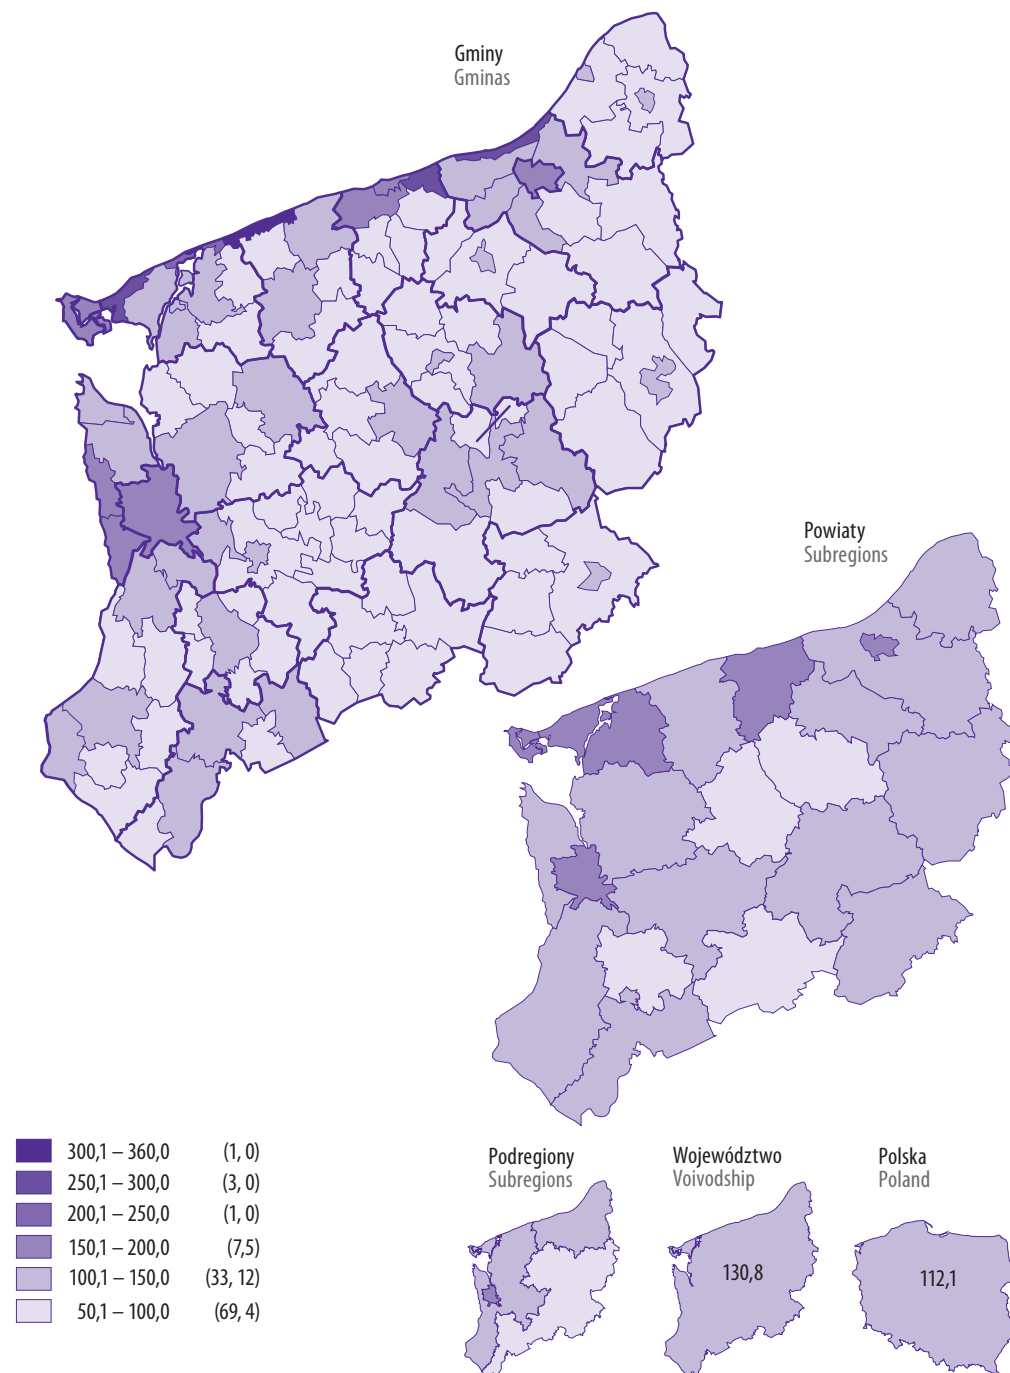 Gminy
Gminas
Powiaty
Subregions
300,1 – 360,0 (1, 0)
250,1 – 300,0 (3, 0)
200,1 – 250,0 (1, 0)
150,1 – 200,0 (7,5)
100,1 – 150,0 (33, 12)
50,1 – 100,0 (69, 4)
Podregiony
Subregions
Województwo
Voivodship
130,8
Polska
Poland
112,1